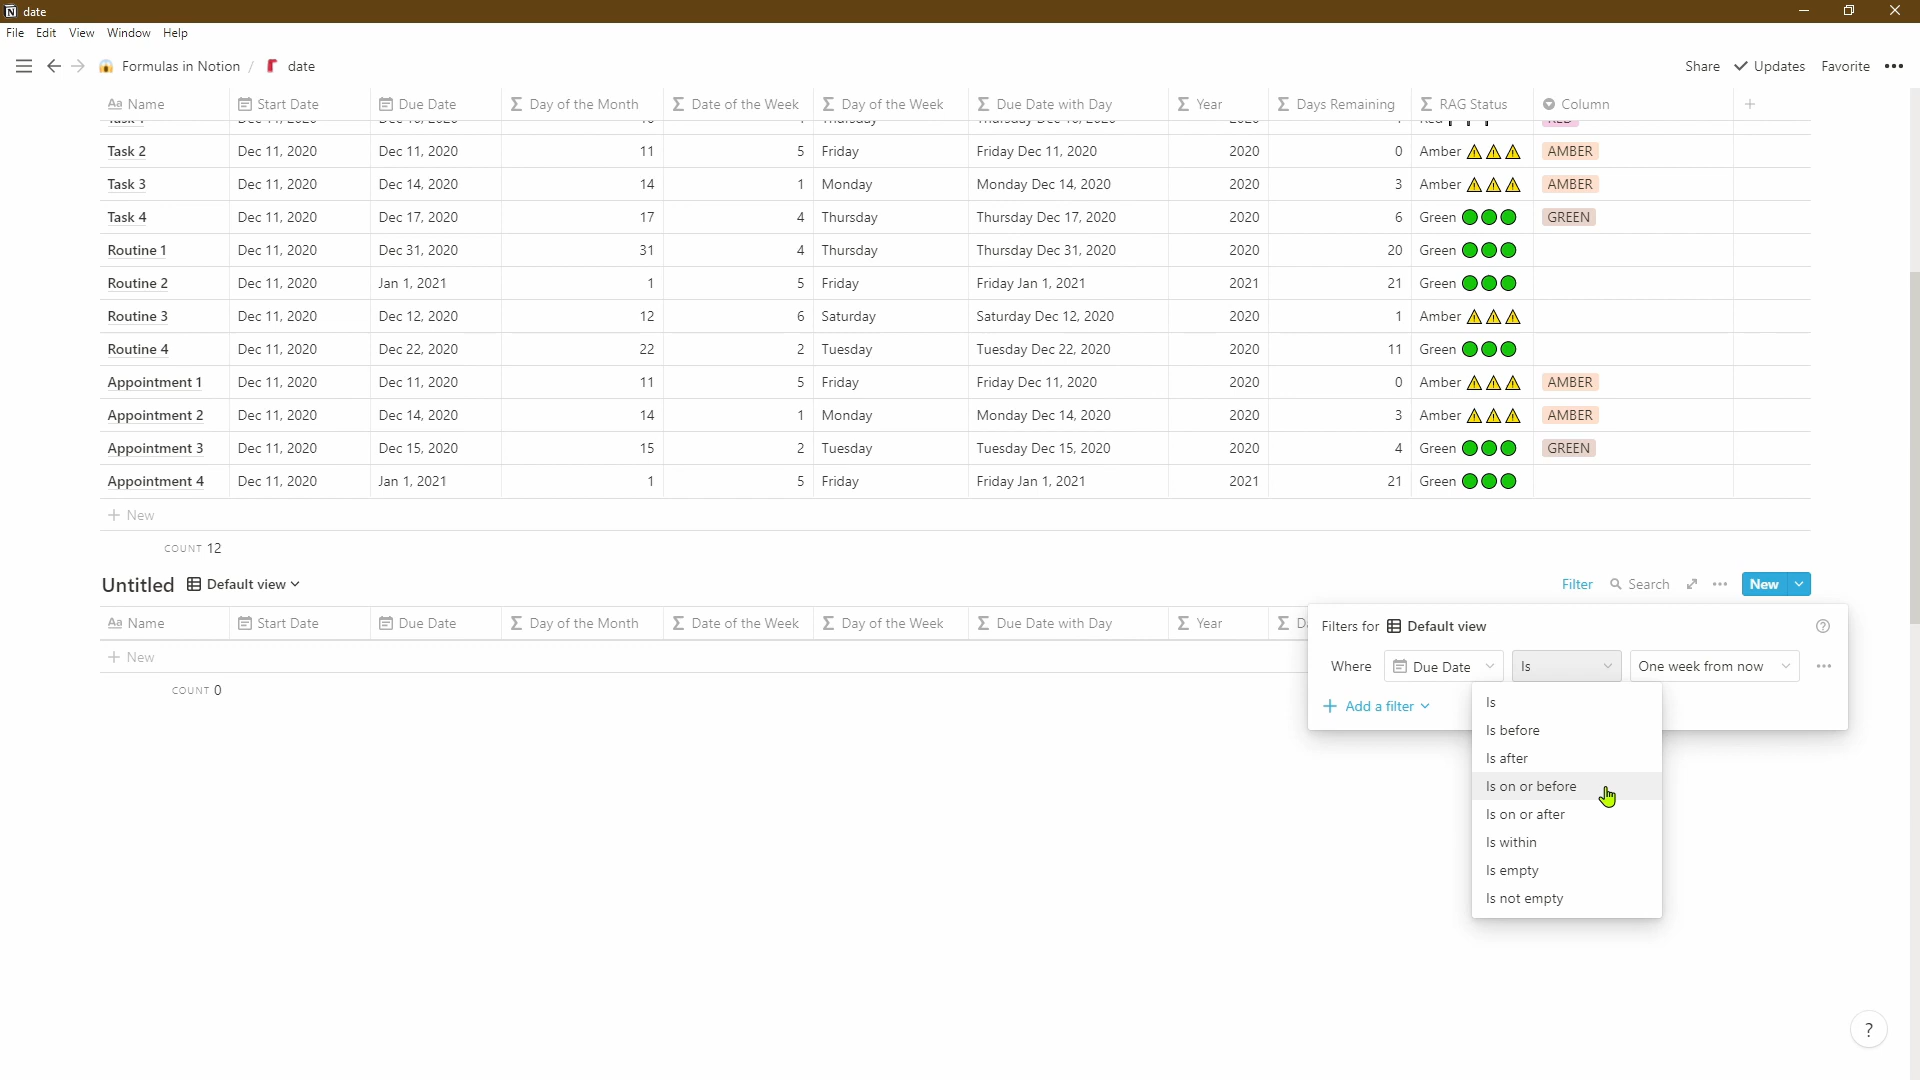 date
File Edit View Window Help
Formulas in Notion / date Share Updates Favorite
Aa Name Start Date Due Date Σ Day of the Month Σ Date of the Week Σ Day of the Week Σ Due Date with Day Σ Year Σ Days Remaining Σ RAG Status Column
Task 2 Dec 11, 2020 Dec 11, 2020 11 5 Friday Friday Dec 11, 2020 2020 0 Amber ⚠⚠⚠ AMBER
Task 3 Dec 11, 2020 Dec 14, 2020 14 1 Monday Monday Dec 14, 2020 2020 3 Amber ⚠⚠⚠ AMBER
Task 4 Dec 11, 2020 Dec 17, 2020 17 4 Thursday Thursday Dec 17, 2020 2020 6 Green GREEN
Routine 1 Dec 11, 2020 Dec 31, 2020 31 4 Thursday Thursday Dec 31, 2020 2020 20 Green
Routine 2 Dec 11, 2020 Jan 1, 2021 1 5 Friday Friday Jan 1, 2021 2021 21 Green
Routine 3 Dec 11, 2020 Dec 12, 2020 12 6 Saturday Saturday Dec 12, 2020 2020 1 Amber ⚠⚠⚠
Routine 4 Dec 11, 2020 Dec 22, 2020 22 2 Tuesday Tuesday Dec 22, 2020 2020 11 Green
Appointment 1 Dec 11, 2020 Dec 11, 2020 11 5 Friday Friday Dec 11, 2020 2020 0 Amber ⚠⚠⚠ AMBER
Appointment 2 Dec 11, 2020 Dec 14, 2020 14 1 Monday Monday Dec 14, 2020 2020 3 Amber ⚠⚠⚠ AMBER
Appointment 3 Dec 11, 2020 Dec 15, 2020 15 2 Tuesday Tuesday Dec 15, 2020 2020 4 Green GREEN
Appointment 4 Dec 11, 2020 Jan 1, 2021 1 5 Friday Friday Jan 1, 2021 2021 21 Green
+ New
COUNT 12
Untitled Default view Filter Search New
Aa Name Start Date Due Date Σ Day of the Month Σ Date of the Week Σ Day of the Week Σ Due Date with Day Σ Year Σ
+ New
COUNT 0
Filters for Default view
Where Due Date Is One week from now
+ Add a filter
Is
Is before
Is after
Is on or before
Is on or after
Is within
Is empty
Is not empty
?